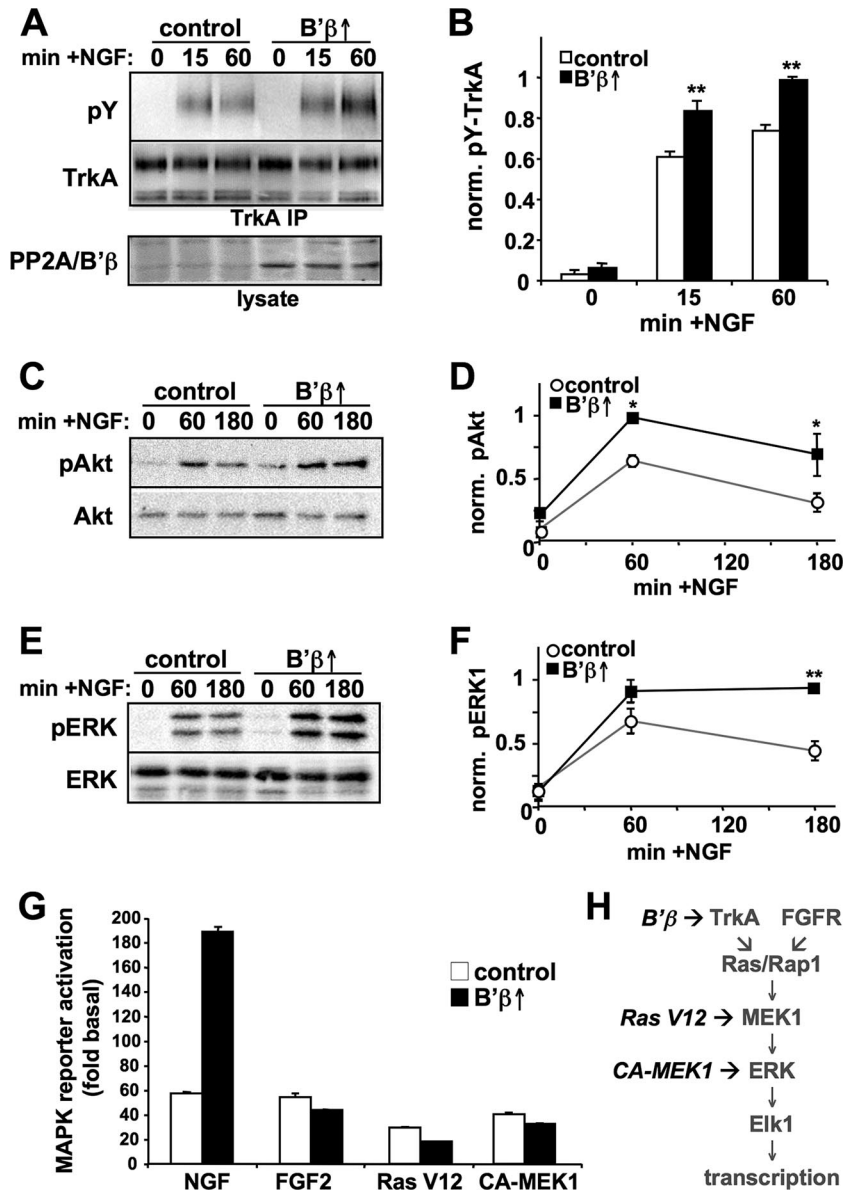 A
control B'β↑
min +NGF: 0 15 60 0 15 60
pY
TrkA
TrkA IP
PP2A/B'β
lysate
B
control
B'β↑
norm. pY-TrkA
1
0.8
0.6
0.4
0.2
0
** **
0 15 60
min +NGF
C
control B'β↑
min +NGF: 0 60 180 0 60 180
pAkt
Akt
D
control
B'β↑
norm. pAkt
1
0.5
0
* *
0 60 120 180
min +NGF
E
control B'β↑
min +NGF: 0 60 180 0 60 180
pERK
ERK
F
control
B'β↑
norm. pERK1
1
0.5
0
**
0 60 120 180
min +NGF
G
MAPK reporter activation
(fold basal)
200
180
160
140
120
100
80
60
40
20
0
control
B'β↑
NGF FGF2 Ras V12 CA-MEK1
H
B'β → TrkA FGFR
Ras/Rap1
Ras V12 → MEK1
CA-MEK1 → ERK
Elk1
transcription